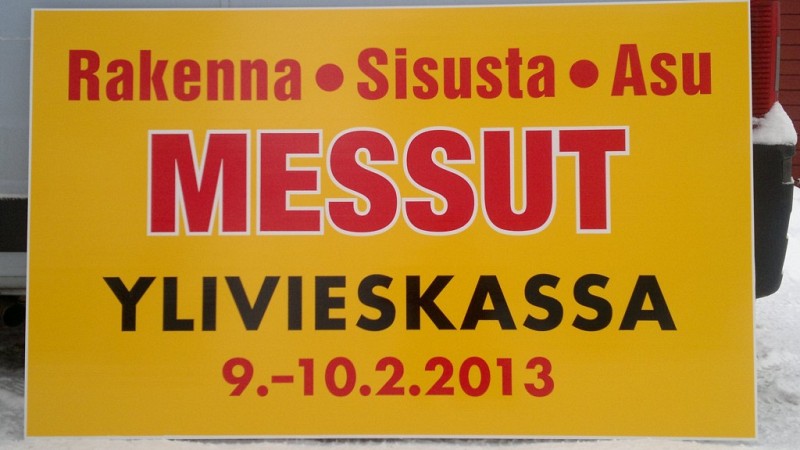 Rakenna • Sisusta • Asu
MESSUT
YLIVIESKASSA
9.–10.2.2013